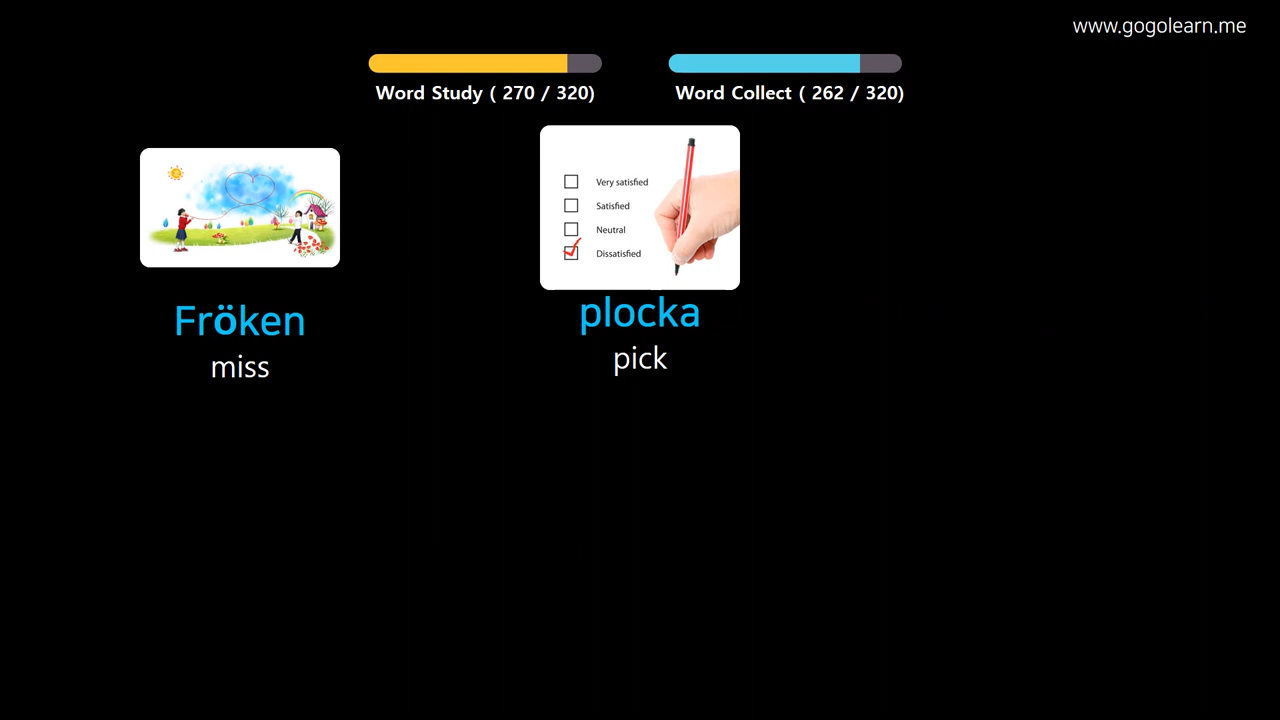 www.gogolearn.me
Word Study ( 270 / 320)
Word Collect ( 262 / 320)
Very satisfied
Satisfied
Neutral
Dissatisfied
Fröken
miss
plocka
pick